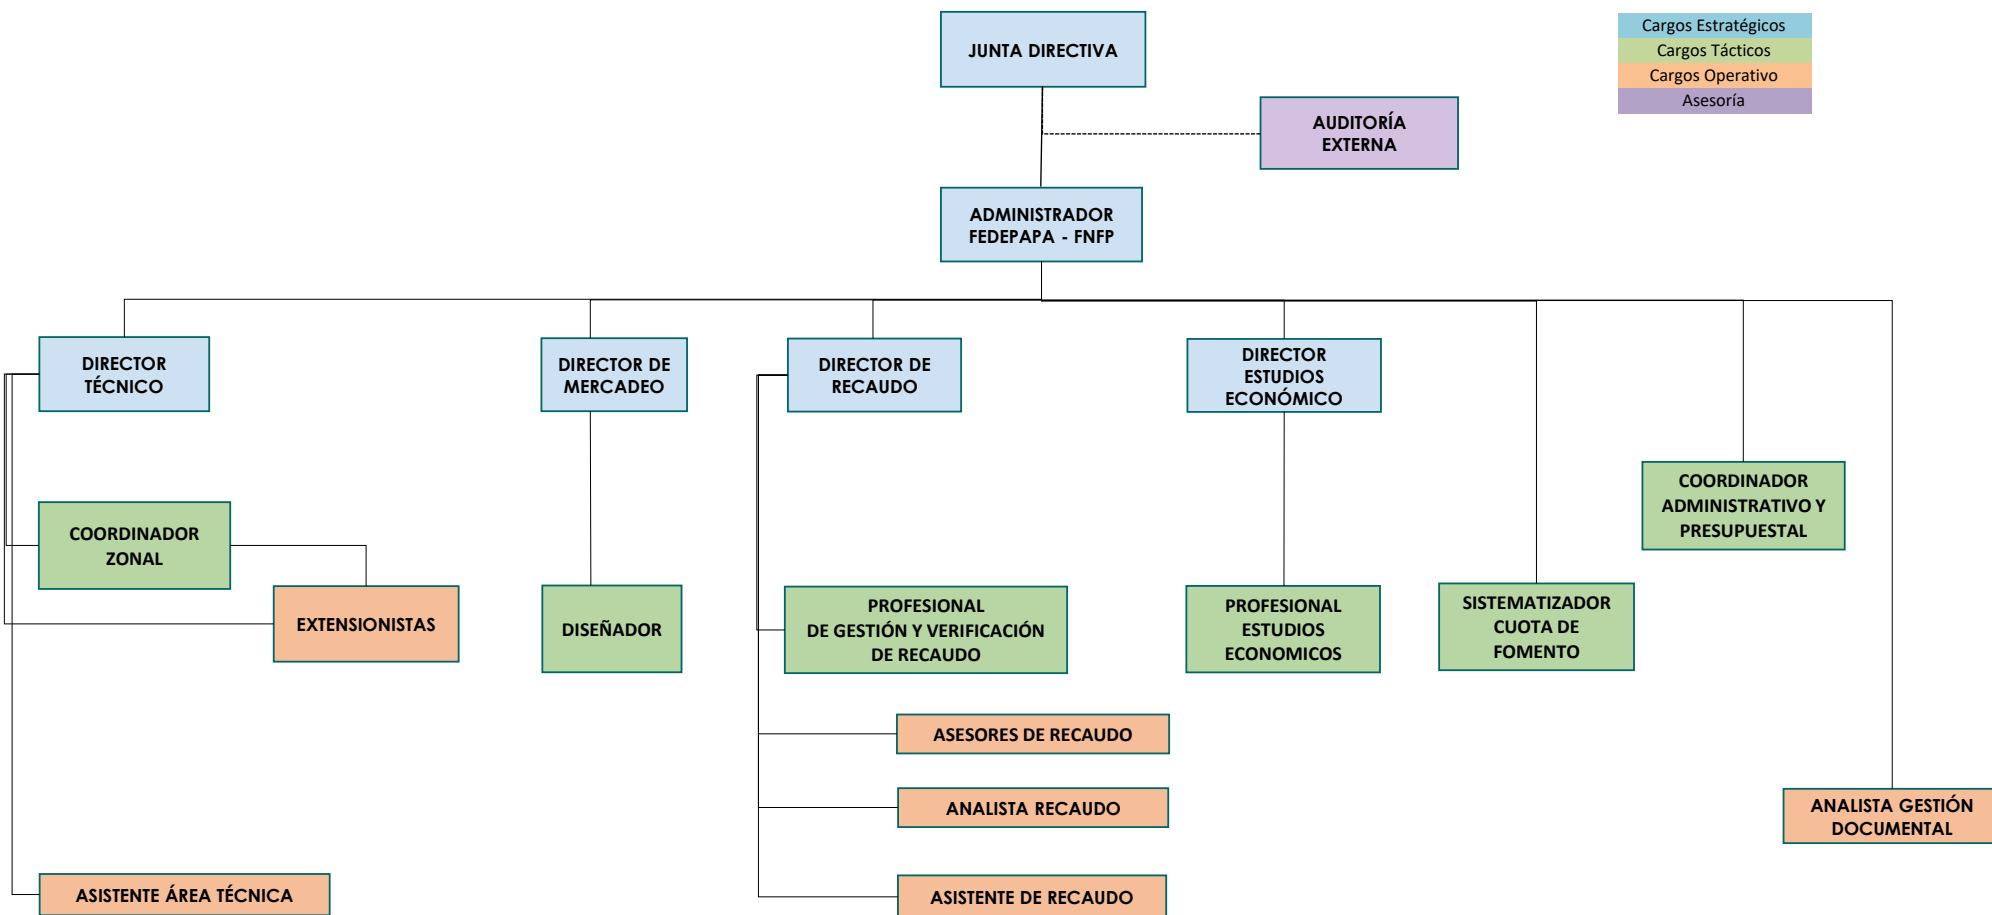 JUNTA DIRECTIVA
Cargos Estratégicos
Cargos Tácticos
Cargos Operativo
Asesoría
AUDITORÍA
EXTERNA
ADMINISTRADOR
FEDEPAPA - FNFP
DIRECTOR
TÉCNICO
DIRECTOR DE
MERCADEO
DIRECTOR DE
RECAUDO
DIRECTOR
ESTUDIOS
ECONÓMICO
COORDINADOR
ADMINISTRATIVO Y
PRESUPUESTAL
COORDINADOR
ZONAL
EXTENSIONISTAS
DISEÑADOR
PROFESIONAL
DE GESTIÓN Y VERIFICACIÓN
DE RECAUDO
PROFESIONAL
ESTUDIOS
ECONOMICOS
SISTEMATIZADOR
CUOTA DE
FOMENTO
ASESORES DE RECAUDO
ANALISTA RECAUDO
ANALISTA GESTIÓN
DOCUMENTAL
ASISTENTE ÁREA TÉCNICA
ASISTENTE DE RECAUDO